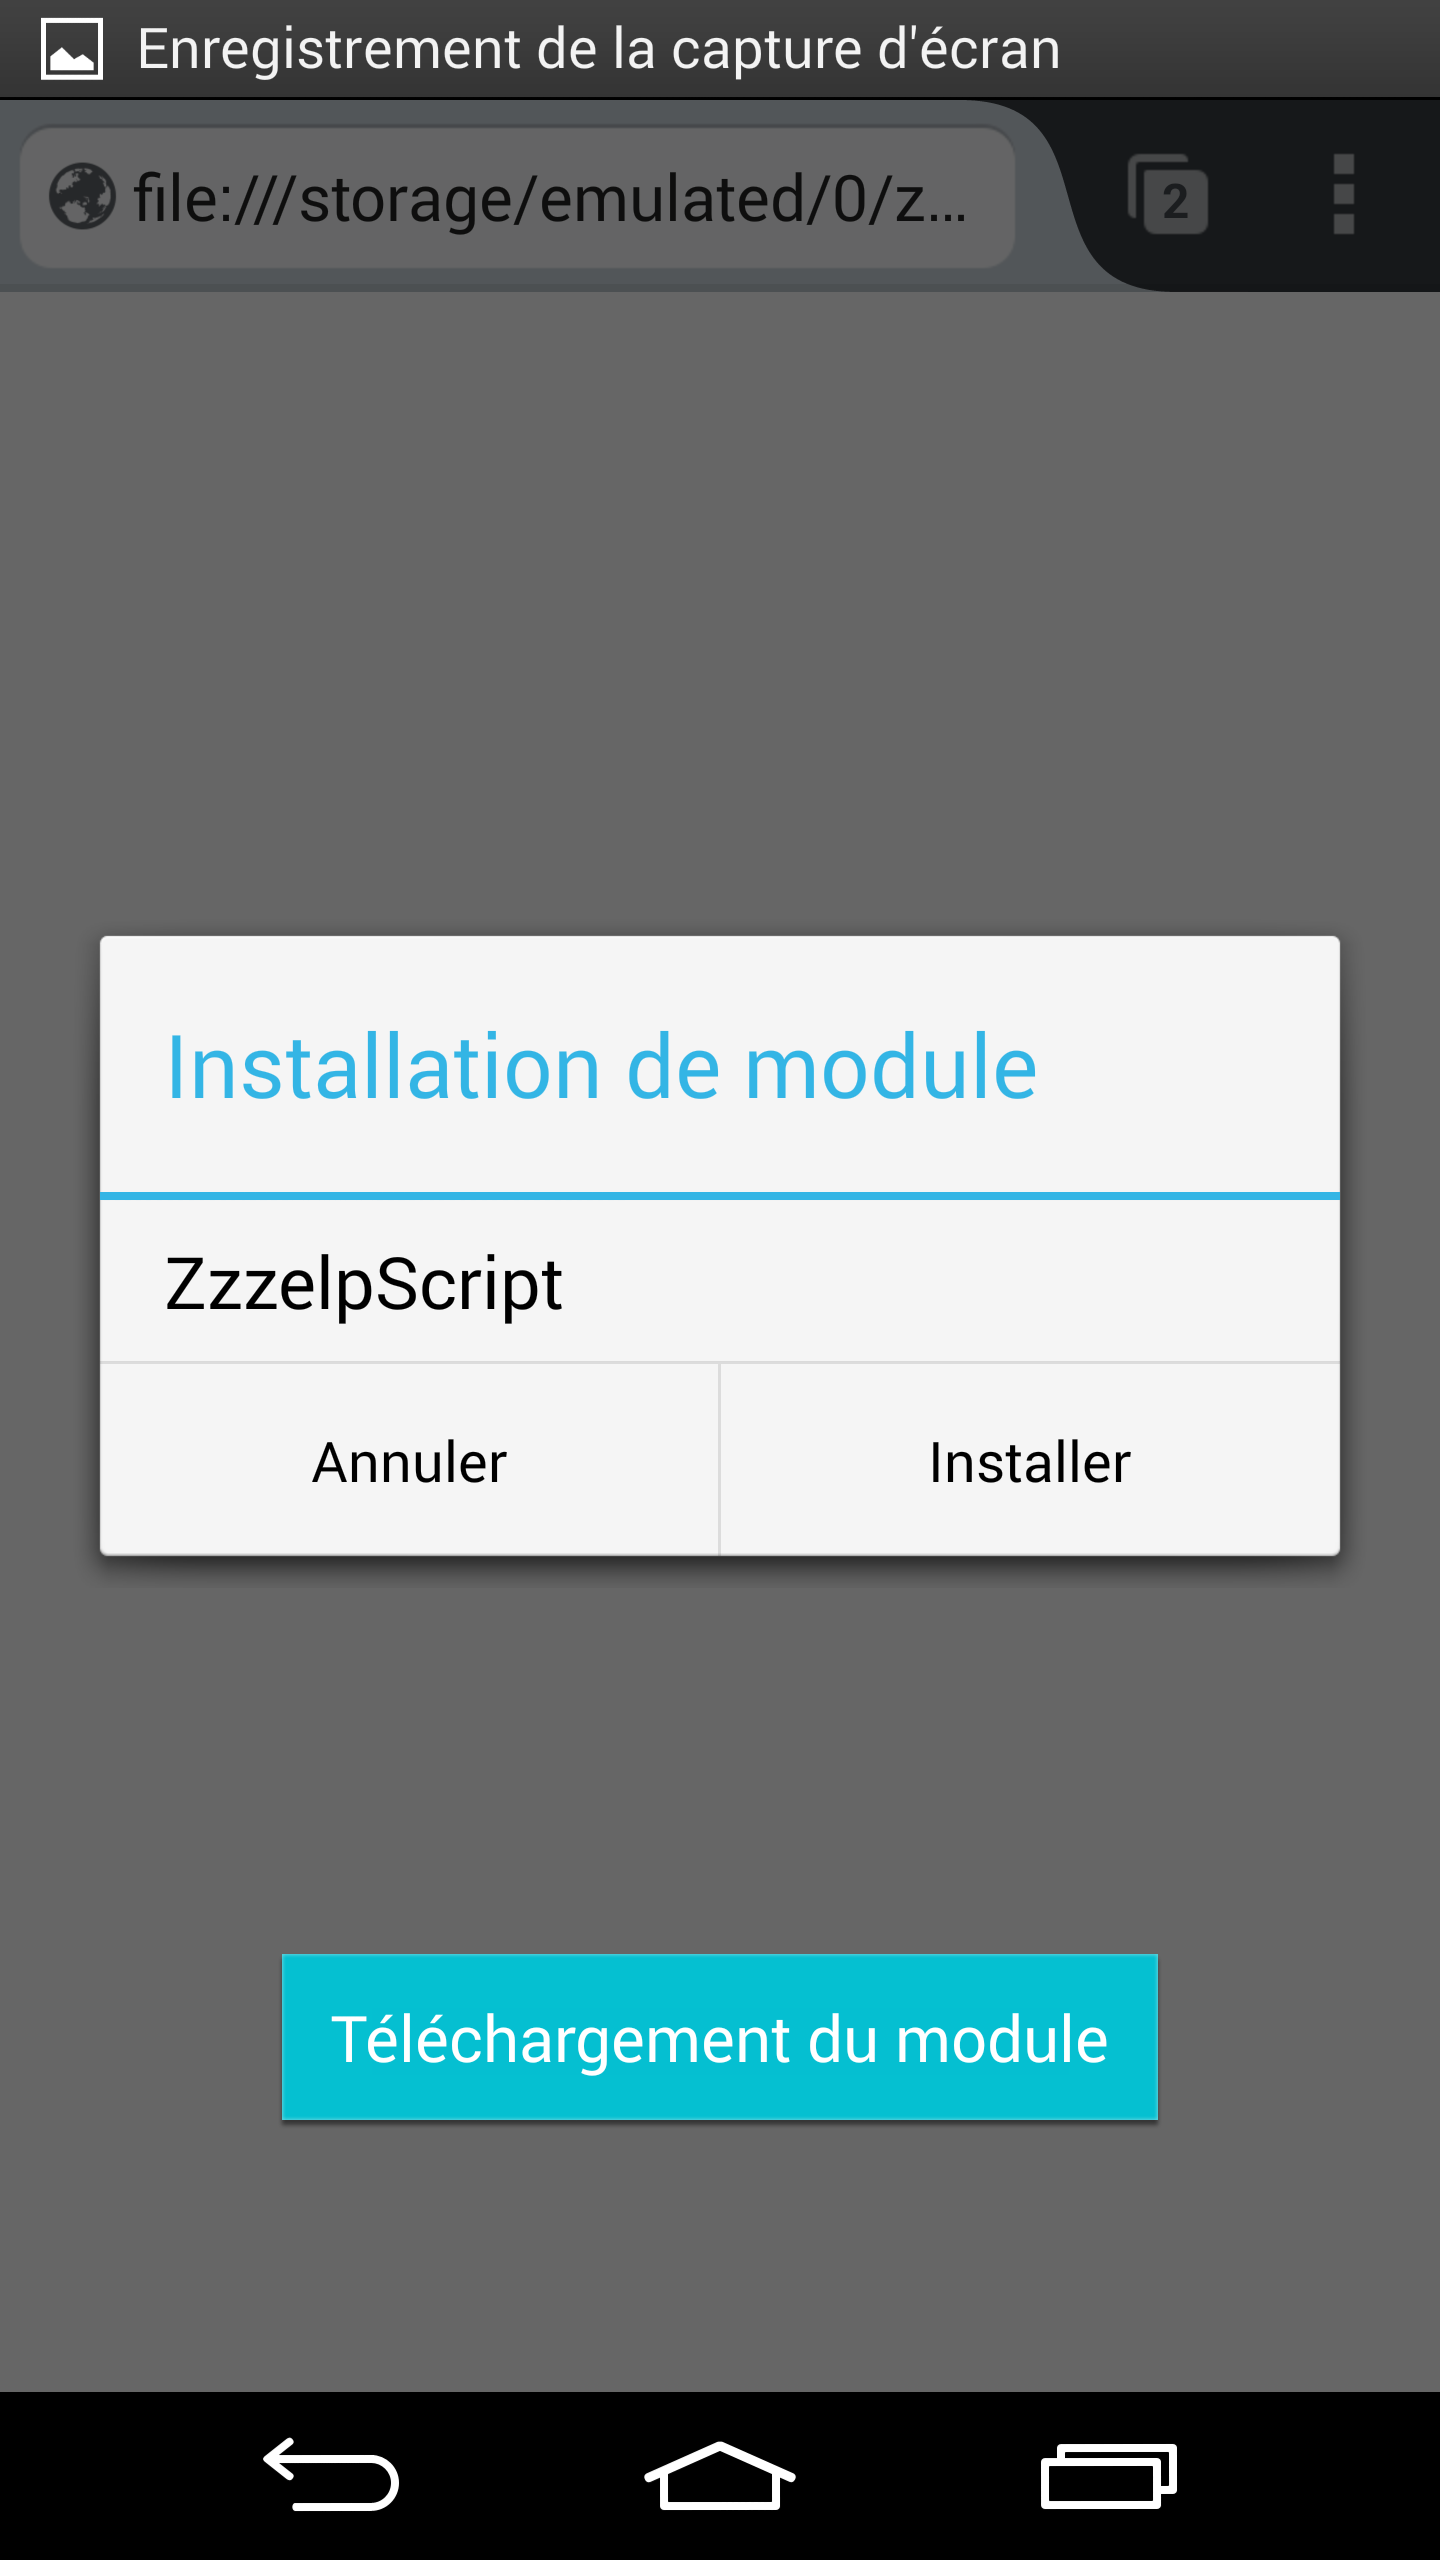 Enregistrement de la capture d'écran
file:///storage/emulated/0/z...
2
Installation de module
ZzzelpScript
Annuler
Installer
Téléchargement du module